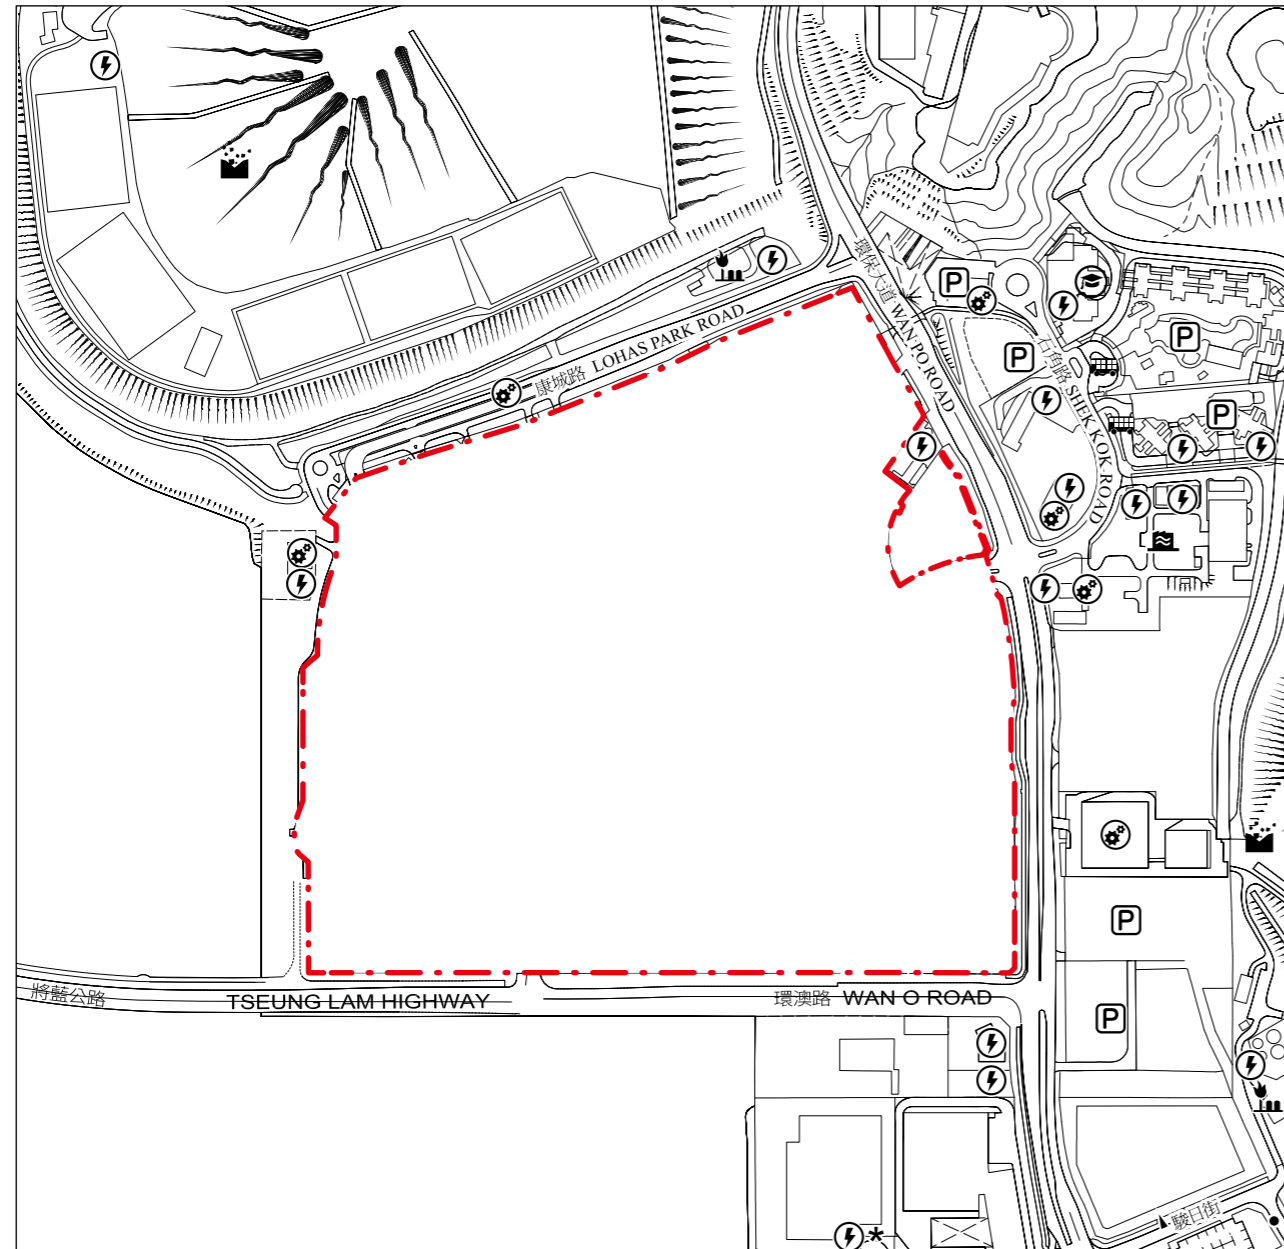 康城路 LOHAS PARK ROAD
環保大道 WAN PO ROAD
石角路 SHEK KOK ROAD
P
P
P
P
將藍公路
TSEUNG LAM HIGHWAY
環澳路 WAN O ROAD
P
P
*
駿日街